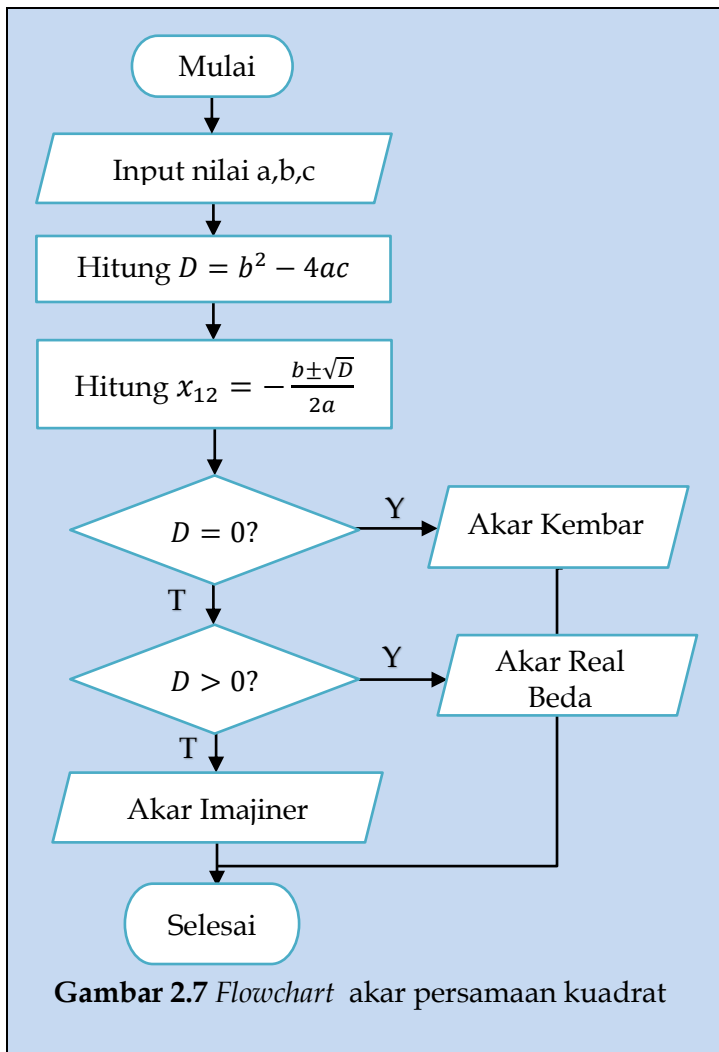 Mulai
Input nilai a,b,c
Hitung 𝐷 = 𝑏² − 4𝑎𝑐
Hitung 𝑥₁₂ = −(𝑏±√𝐷)/(2𝑎)
𝐷 = 0?
Y
Akar Kembar
T
𝐷 > 0?
Y
Akar Real
Beda
T
Akar Imajiner
Selesai
Gambar 2.7 Flowchart akar persamaan kuadrat